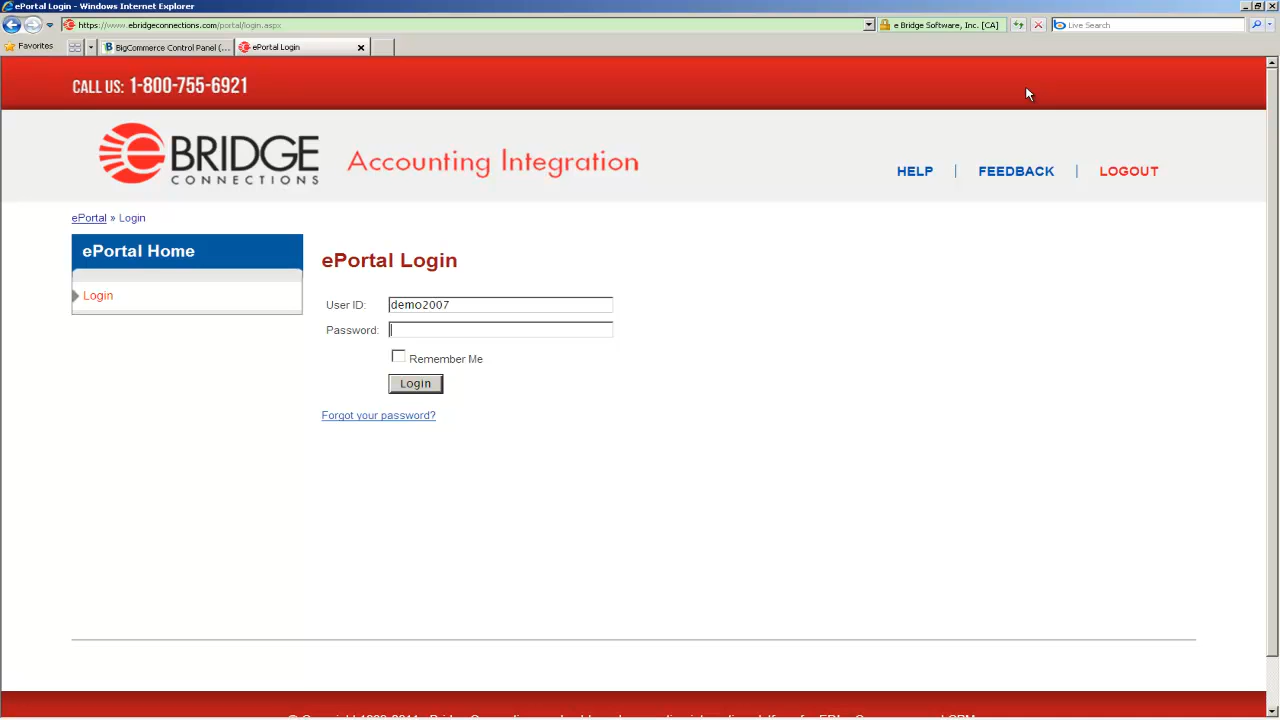 ePortal Login - Windows Internet Explorer
https://www.ebridgeconnections.com/portal/login.aspx
e Bridge Software, Inc. [CA]
Live Search
Favorites
BigCommerce Control Panel (...
ePortal Login
CALL US: 1-800-755-6921
eBRIDGE
CONNECTIONS
Accounting Integration
HELP | FEEDBACK | LOGOUT
ePortal » Login
ePortal Home
Login
ePortal Login
User ID: demo2007
Password:
Remember Me
Login
Forgot your password?